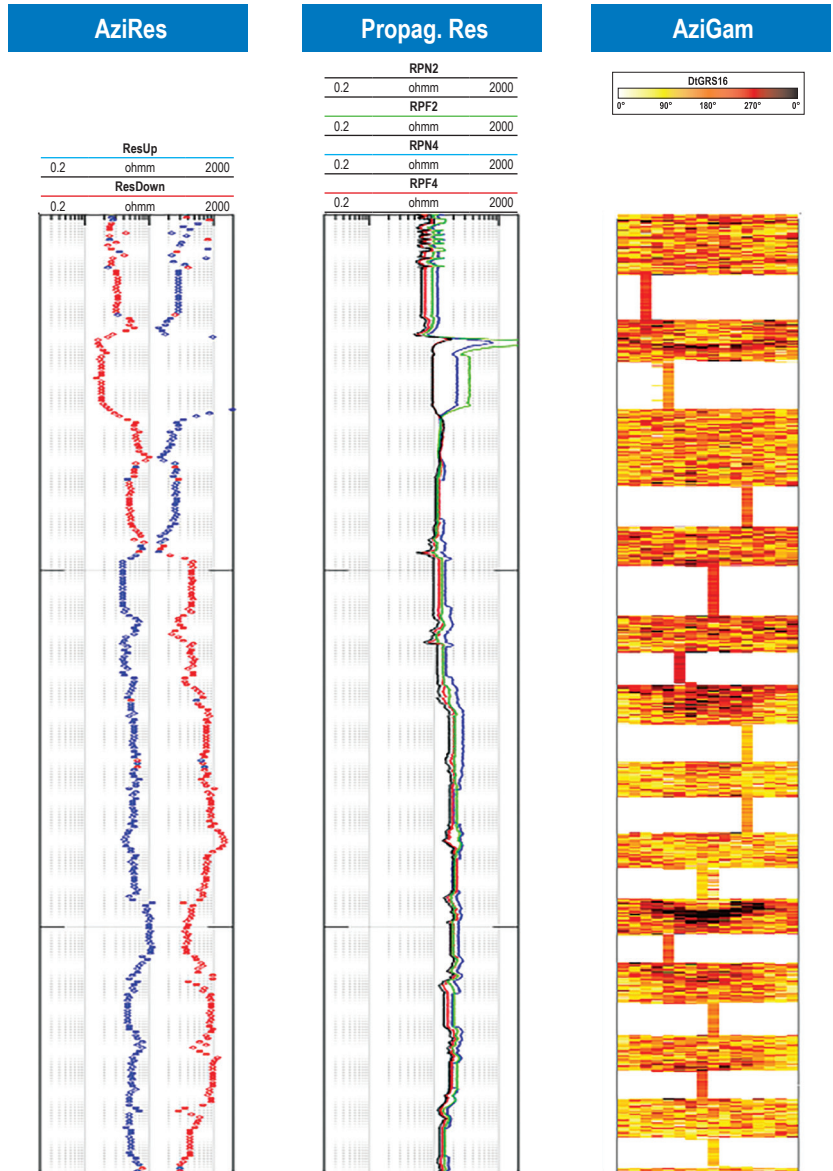 AziRes
Propag. Res
AziGam
RPN2
0.2 ohmm 2000
RPF2
0.2 ohmm 2000
RPN4
0.2 ohmm 2000
RPF4
0.2 ohmm 2000
ResUp
0.2 ohmm 2000
ResDown
0.2 ohmm 2000
DtGRS16
0° 90° 180° 270° 0°